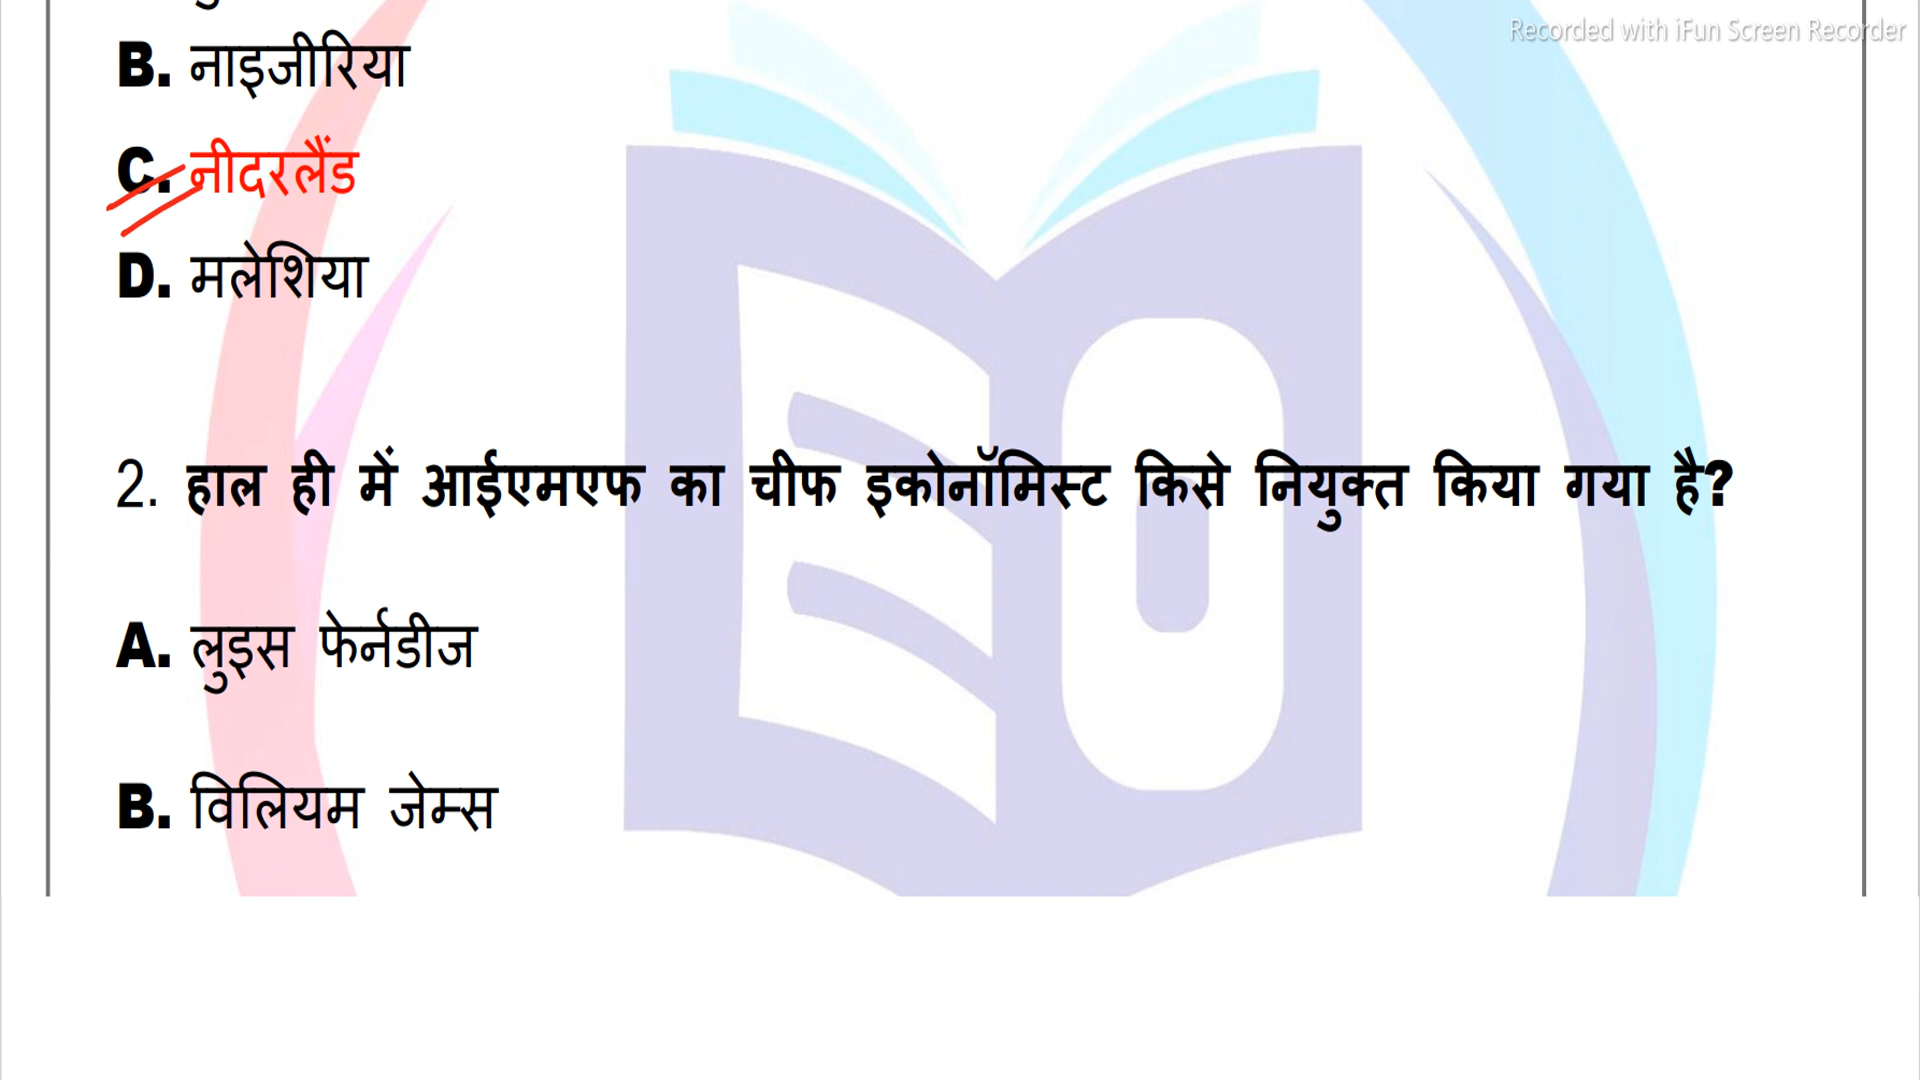 Recorded with iFun Screen Recorder
B. नाइजीरिया
C. नीदरलैंड
D. मलेशिया
2. हाल ही में आईएमएफ का चीफ इकोनॉमिस्ट किसे नियुक्त किया गया है?
A. लुइस फेर्नडीज
B. विलियम जेम्स